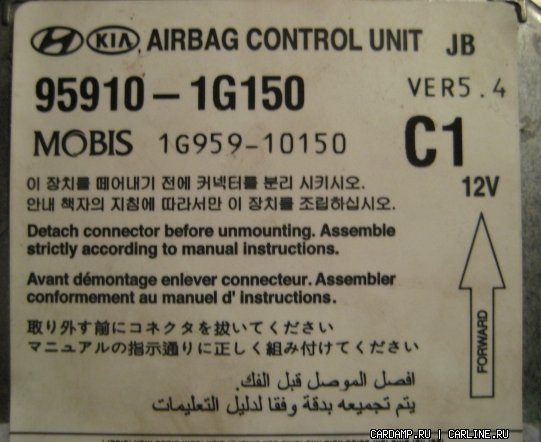 HYUNDAI KIA AIRBAG CONTROL UNIT JB
95910-1G150 VER5.4
MOBIS 1G959-10150 C1
이 장치를 떼어내기 전에 커넥터를 분리 시키시오.
안내 책자의 지침에 따라서만 이 장치를 조립하십시오. 12V
Detach connector before unmounting. Assemble
strictly according to manual instructions.
Avant démontage enlever connecteur. Assembler
conformement au manuel d' instructions.
取り外す前にコネクタを抜いてください
マニュアルの指示通りに正しく組み付けてください
FORWARD
افصل الموصل قبل الفك.
يتم تجميعه بدقة وفقا لدليل التعليمات
CARDAMP.RU | CARLINE.RU